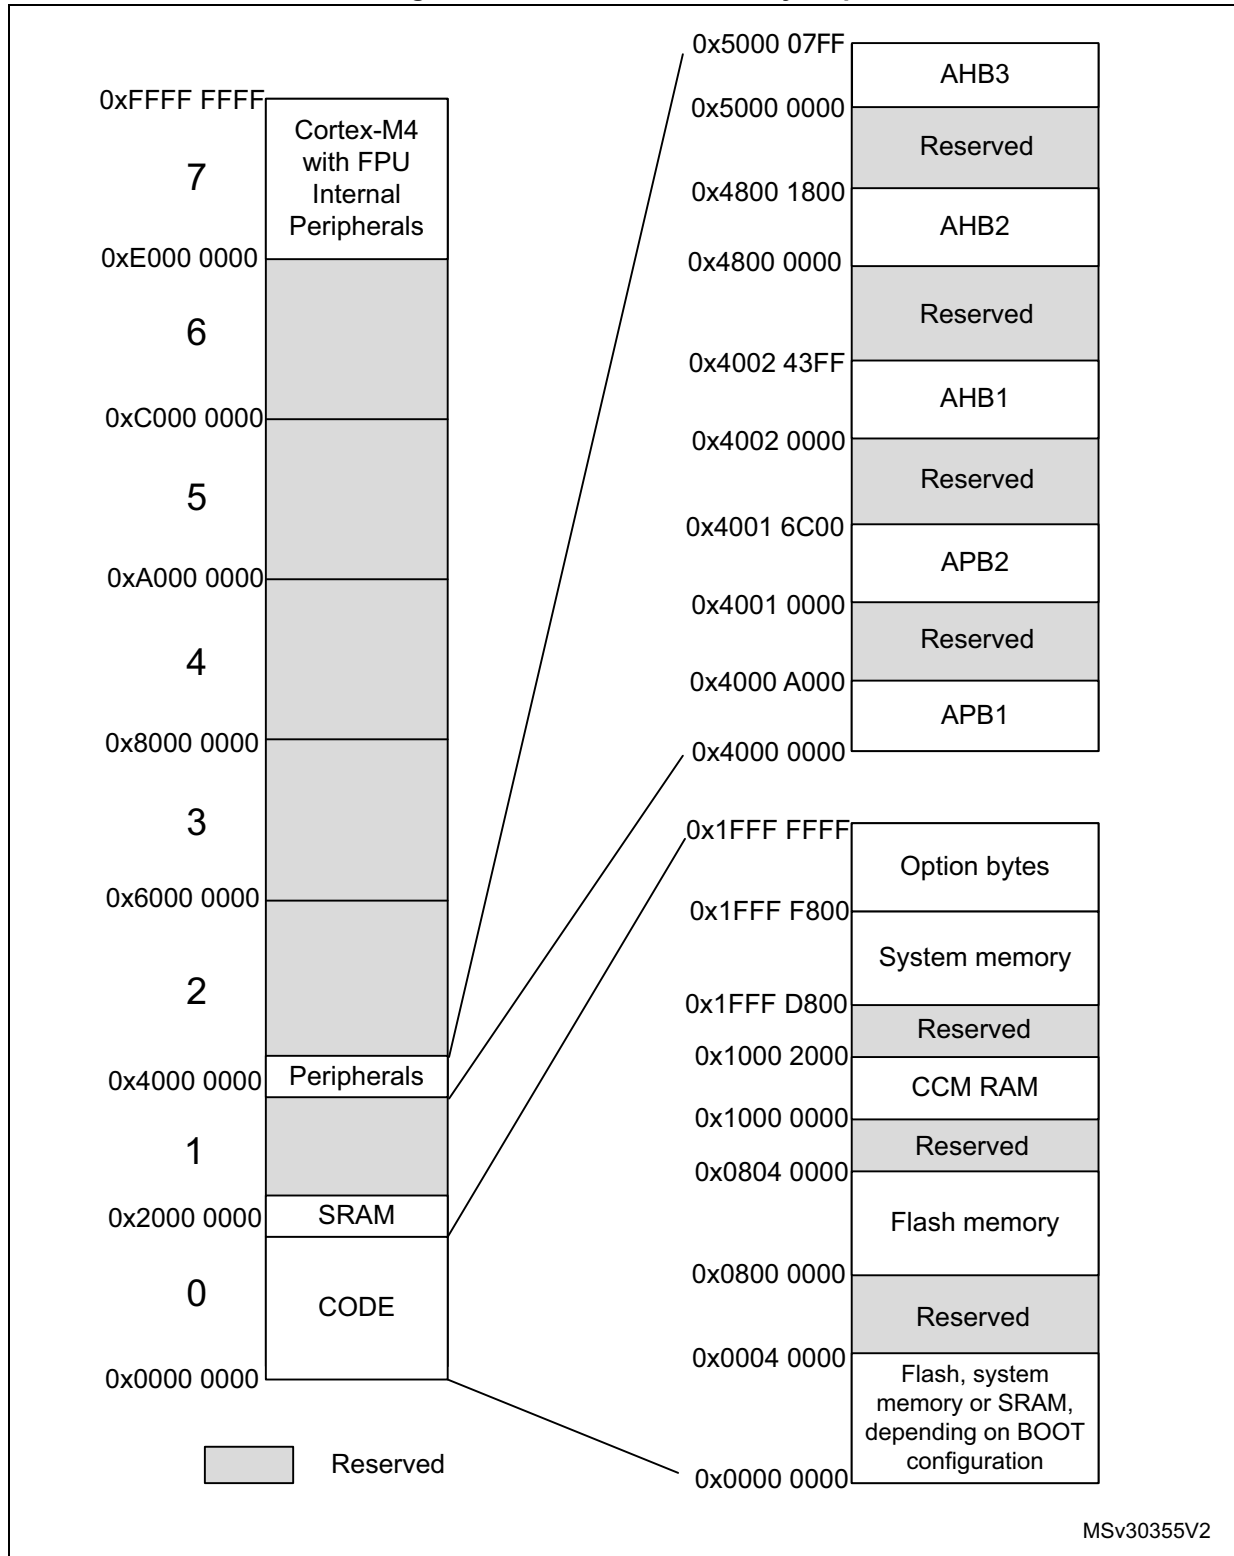 0xFFFF FFFF
Cortex-M4
with FPU
Internal
Peripherals
7
0xE000 0000
6
0xC000 0000
5
0xA000 0000
4
0x8000 0000
3
0x6000 0000
2
0x4000 0000
Peripherals
1
0x2000 0000
SRAM
0
CODE
0x0000 0000
Reserved
0x5000 07FF
AHB3
0x5000 0000
Reserved
0x4800 1800
AHB2
0x4800 0000
Reserved
0x4002 43FF
AHB1
0x4002 0000
Reserved
0x4001 6C00
APB2
0x4001 0000
Reserved
0x4000 A000
APB1
0x4000 0000
0x1FFF FFFF
Option bytes
0x1FFF F800
System memory
0x1FFF D800
Reserved
0x1000 2000
CCM RAM
0x1000 0000
Reserved
0x0804 0000
Flash memory
0x0800 0000
Reserved
0x0004 0000
Flash, system
memory or SRAM,
depending on BOOT
configuration
0x0000 0000
MSv30355V2